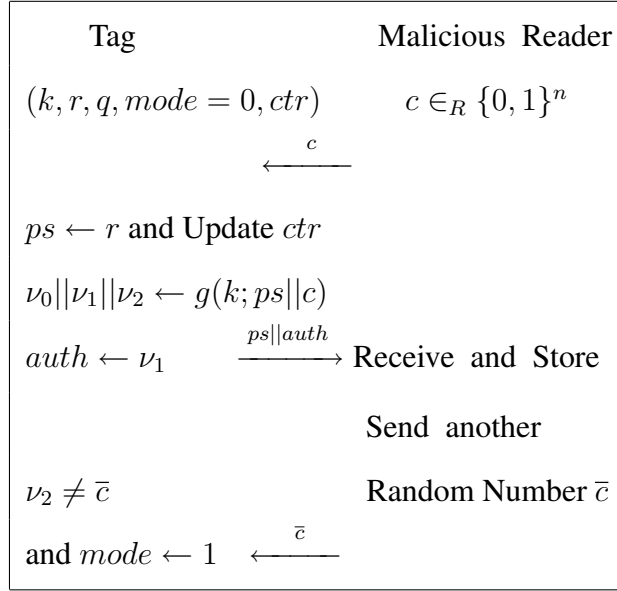 Tag Malicious Reader
(k, r, q, mode = 0, ctr) c ∈_R {0, 1}^n
c
←
ps ← r and Update ctr
ν_0||ν_1||ν_2 ← g(k; ps||c)
ps||auth
auth ← ν_1 → Receive and Store
Send another
ν_2 ≠ c̅ Random Number c̅
c̅
and mode ← 1 ←